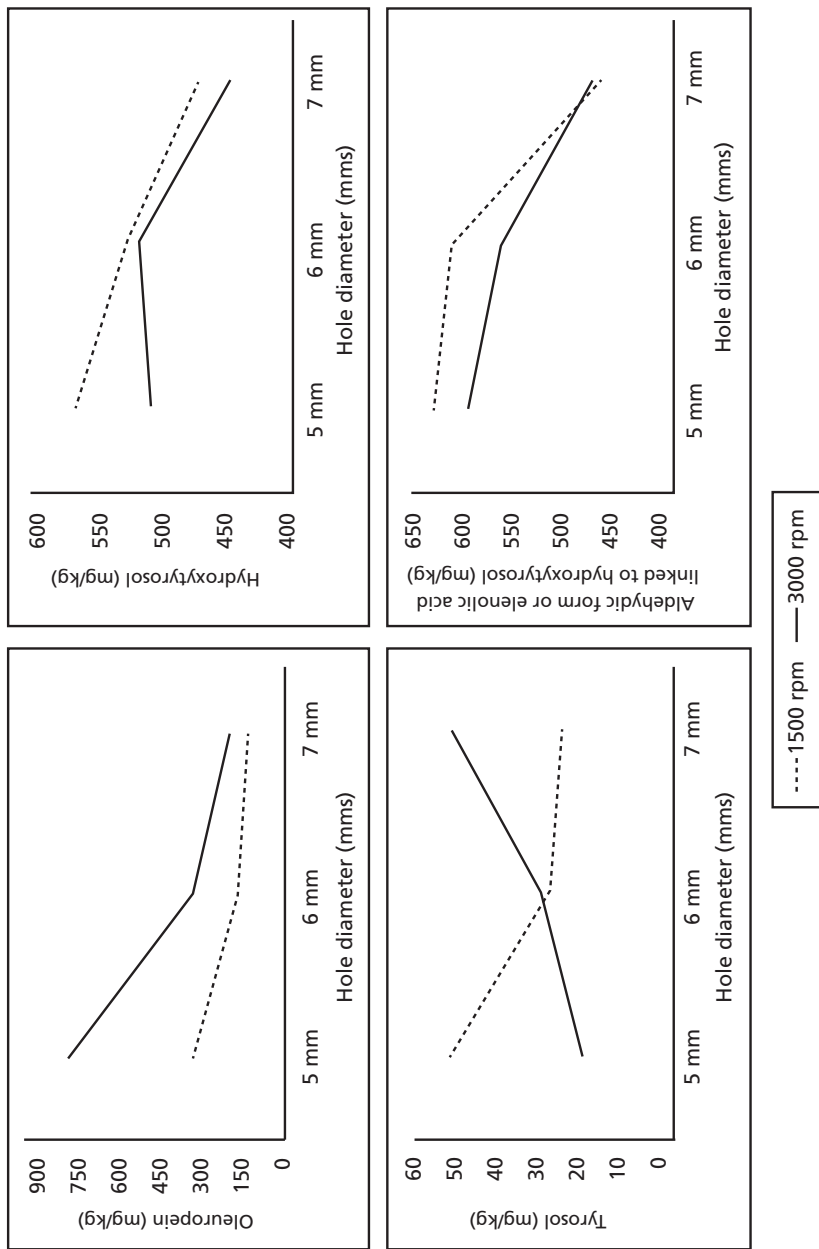 Oleuropein (mg/kg)
900
750
600
450
300
150
0
5 mm
6 mm
7 mm
Hole diameter (mms)
Hydroxytyrosol (mg/kg)
600
550
500
450
400
5 mm
6 mm
7 mm
Hole diameter (mms)
Tyrosol (mg/kg)
60
50
40
30
20
10
0
5 mm
6 mm
7 mm
Hole diameter (mms)
Aldehydic form or elenolic acid
linked to hydroxytyrosol (mg/kg)
650
600
550
500
450
400
5 mm
6 mm
7 mm
Hole diameter (mms)
1500 rpm
3000 rpm